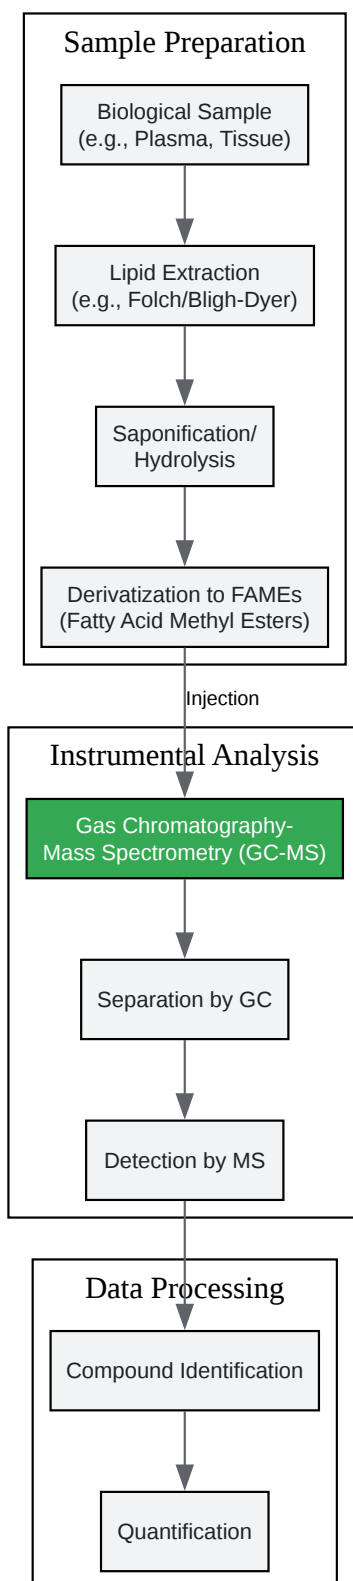 Sample Preparation
Biological Sample
(e.g., Plasma, Tissue)
Lipid Extraction
(e.g., Folch/Bligh-Dyer)
Saponification/
Hydrolysis
Derivatization to FAMEs
(Fatty Acid Methyl Esters)
Injection
Instrumental Analysis
Gas Chromatography-
Mass Spectrometry (GC-MS)
Separation by GC
Detection by MS
Data Processing
Compound Identification
Quantification